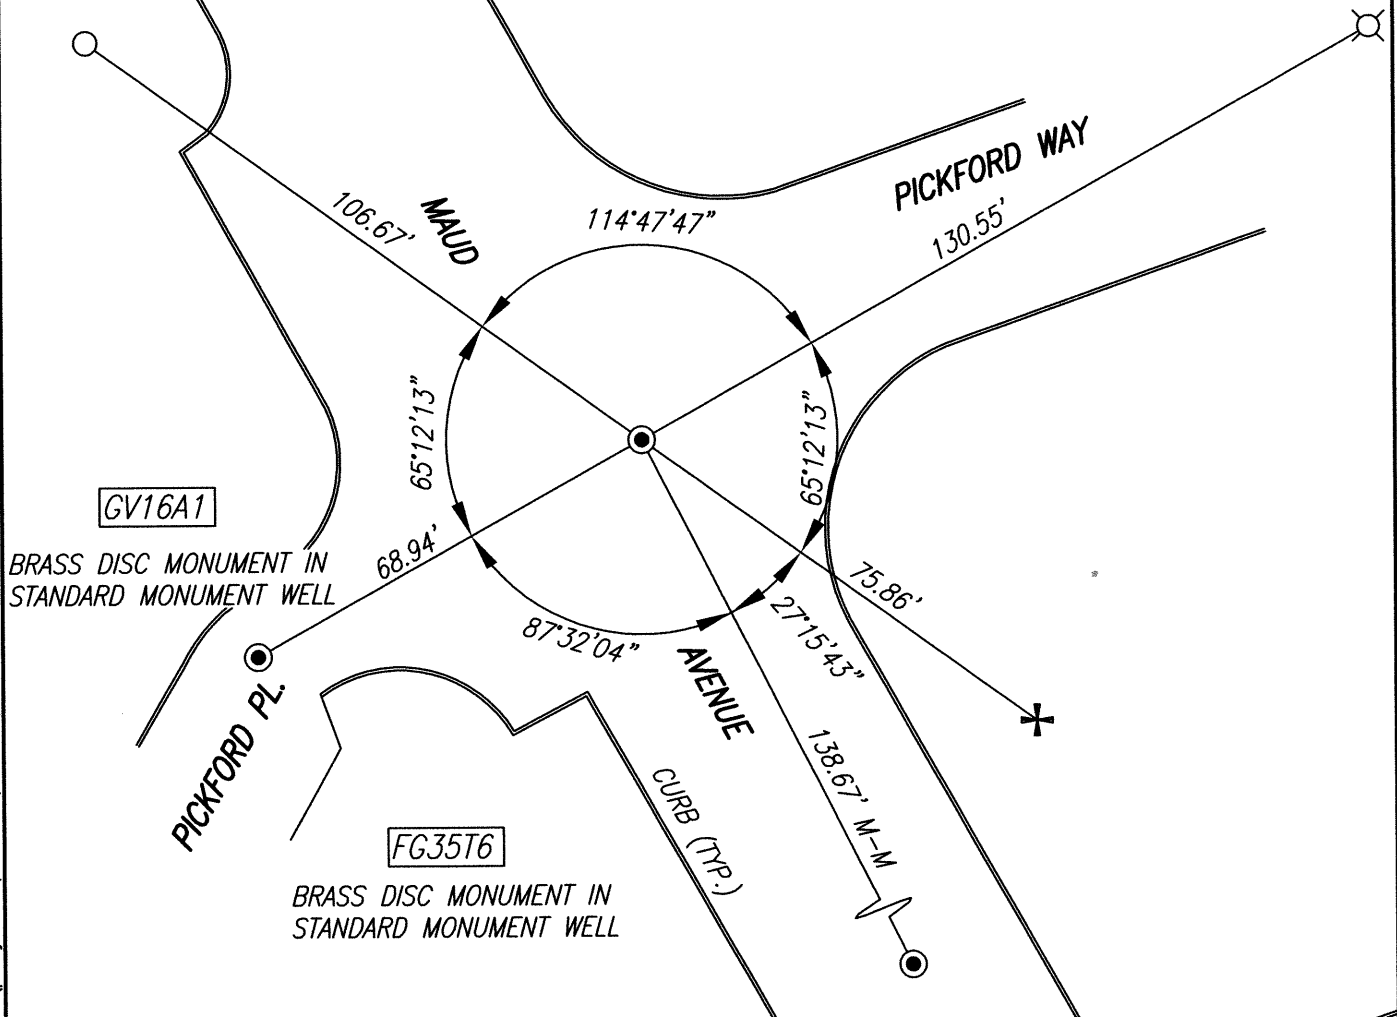 PICKFORD WAY
130.55'
106.67'
MAUD
114°47'47"
65°12'13"
65°12'13"
GV16A1
BRASS DISC MONUMENT IN
STANDARD MONUMENT WELL
68.94'
75.86'
27°15'43"
87°32'04"
AVENUE
PICKFORD PL.
138.67' M-M
CURB (TYP.)
FG35T6
BRASS DISC MONUMENT IN
STANDARD MONUMENT WELL